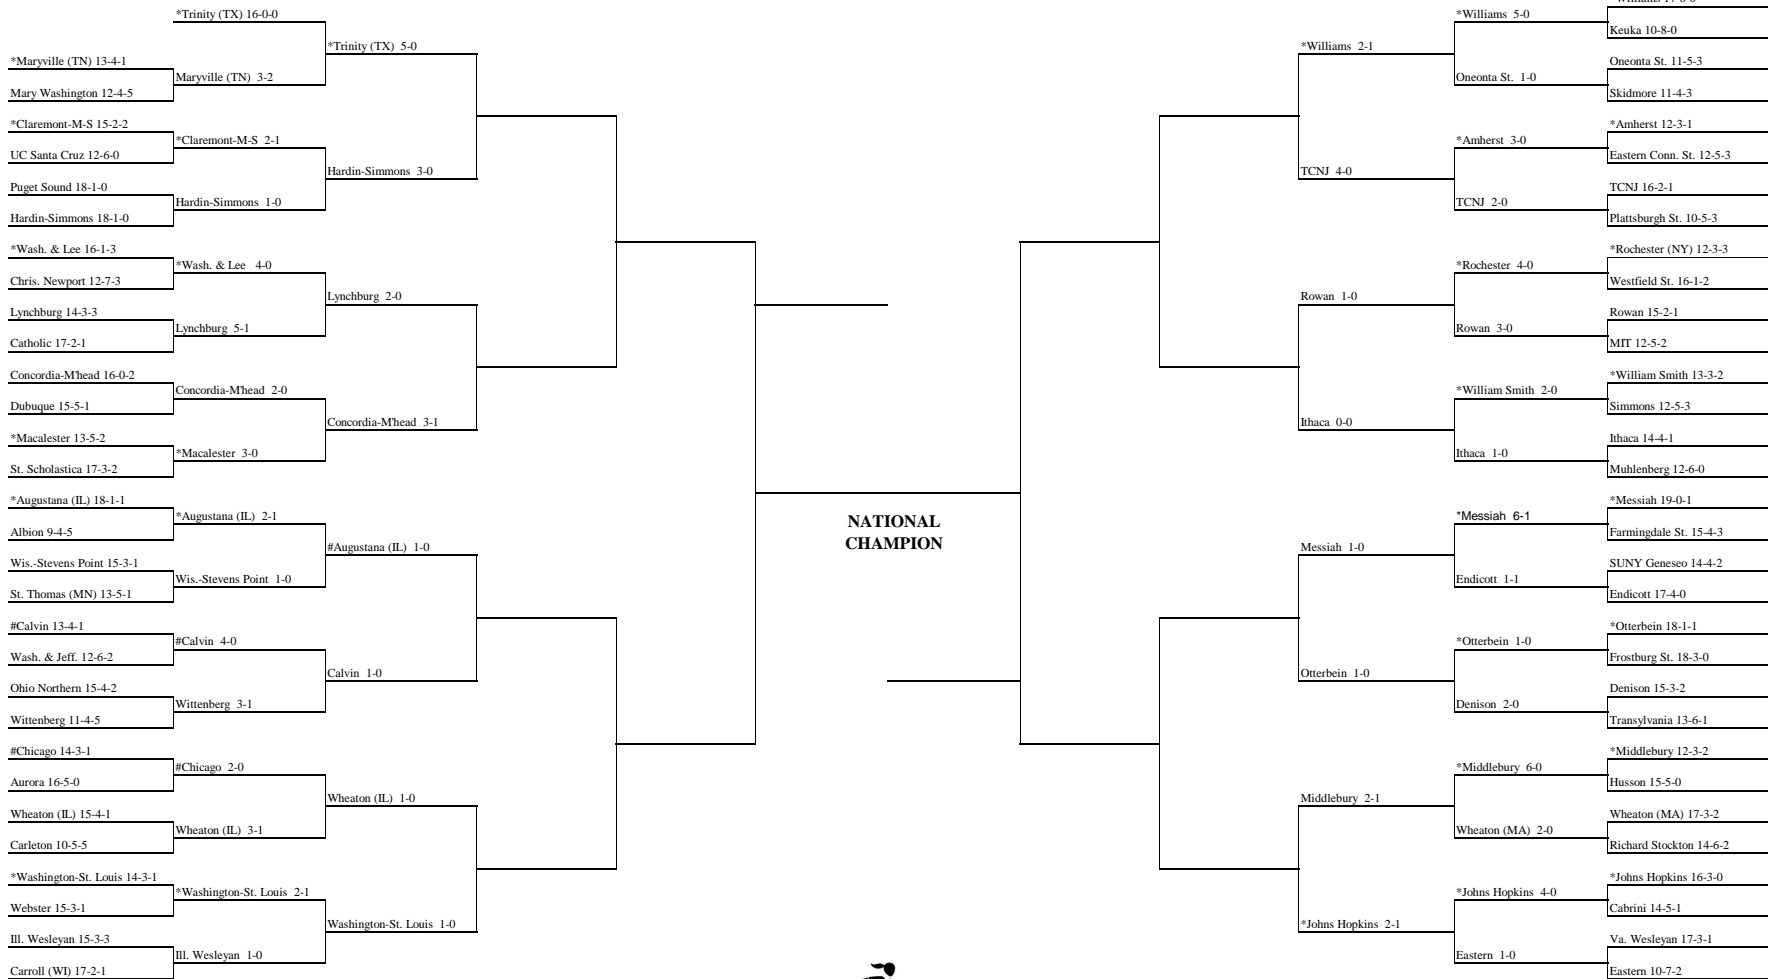 *Trinity (TX) 16-0-0
*Maryville (TN) 13-4-1
Mary Washington 12-4-5
*Claremont-M-S 15-2-2
UC Santa Cruz 12-6-0
Puget Sound 18-1-0
Hardin-Simmons 18-1-0
*Wash. & Lee 16-1-3
Chris. Newport 12-7-3
Lynchburg 14-3-3
Catholic 17-2-1
Concordia-M'head 16-0-2
Dubuque 15-5-1
*Macalester 13-5-2
St. Scholastica 17-3-2
*Augustana (IL) 18-1-1
Albion 9-4-5
Wis.-Stevens Point 15-3-1
St. Thomas (MN) 13-5-1
#Calvin 13-4-1
Wash. & Jeff. 12-6-2
Ohio Northern 15-4-2
Wittenberg 11-4-5
#Chicago 14-3-1
Aurora 16-5-0
Wheaton (IL) 15-4-1
Carleton 10-5-5
*Washington-St. Louis 14-3-1
Webster 15-3-1
Ill. Wesleyan 15-3-3
Carroll (WI) 17-2-1
Maryville (TN) 3-2
*Claremont-M-S 2-1
Hardin-Simmons 1-0
*Wash. & Lee 4-0
Lynchburg 5-1
Concordia-M'head 2-0
*Macalester 3-0
*Augustana (IL) 2-1
Wis.-Stevens Point 1-0
#Calvin 4-0
Wittenberg 3-1
#Chicago 2-0
Wheaton (IL) 3-1
*Washington-St. Louis 2-1
Ill. Wesleyan 1-0
*Trinity (TX) 5-0
Hardin-Simmons 3-0
Lynchburg 2-0
Concordia-M'head 3-1
#Augustana (IL) 1-0
Calvin 1-0
Wheaton (IL) 1-0
Washington-St. Louis 1-0
NATIONAL
CHAMPION
*Williams 2-1
TCNJ 4-0
Rowan 1-0
Ithaca 0-0
Messiah 1-0
Otterbein 1-0
Middlebury 2-1
*Johns Hopkins 2-1
*Williams 5-0
Oneonta St. 1-0
*Amherst 3-0
TCNJ 2-0
*Rochester 4-0
Rowan 3-0
*William Smith 2-0
Ithaca 1-0
*Messiah 6-1
Endicott 1-1
*Otterbein 1-0
Denison 2-0
*Middlebury 6-0
Wheaton (MA) 2-0
*Johns Hopkins 4-0
Eastern 1-0
Keuka 10-8-0
Oneonta St. 11-5-3
Skidmore 11-4-3
*Amherst 12-3-1
Eastern Conn. St. 12-5-3
TCNJ 16-2-1
Plattsburgh St. 10-5-3
*Rochester (NY) 12-3-3
Westfield St. 16-1-2
Rowan 15-2-1
MIT 12-5-2
*William Smith 13-3-2
Simmons 12-5-3
Ithaca 14-4-1
Muhlenberg 12-6-0
*Messiah 19-0-1
Farmingdale St. 15-4-3
SUNY Geneseo 14-4-2
Endicott 17-4-0
*Otterbein 18-1-1
Frostburg St. 18-3-0
Denison 15-3-2
Transylvania 13-6-1
*Middlebury 12-3-2
Husson 15-5-0
Wheaton (MA) 17-3-2
Richard Stockton 14-6-2
*Johns Hopkins 16-3-0
Cabrini 14-5-1
Va. Wesleyan 17-3-1
Eastern 10-7-2